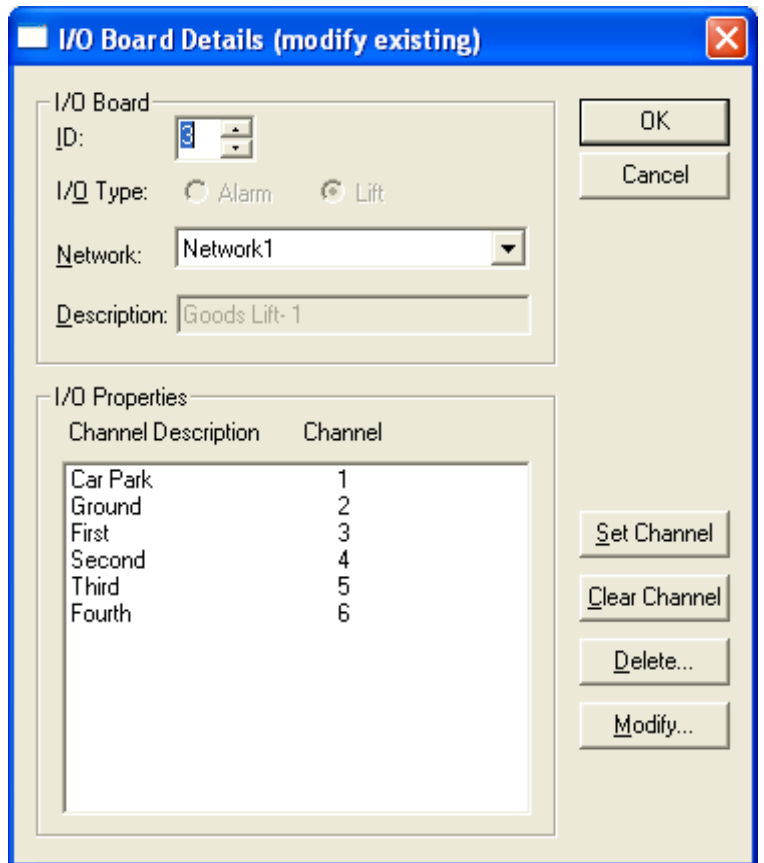 I/O Board Details (modify existing)
I/O Board
ID: 3
I/O Type: Alarm Lift
Network: Network1
Description: Goods Lift- 1
OK
Cancel
I/O Properties
Channel Description Channel
Car Park 1
Ground 2
First 3
Second 4
Third 5
Fourth 6
Set Channel
Clear Channel
Delete...
Modify...